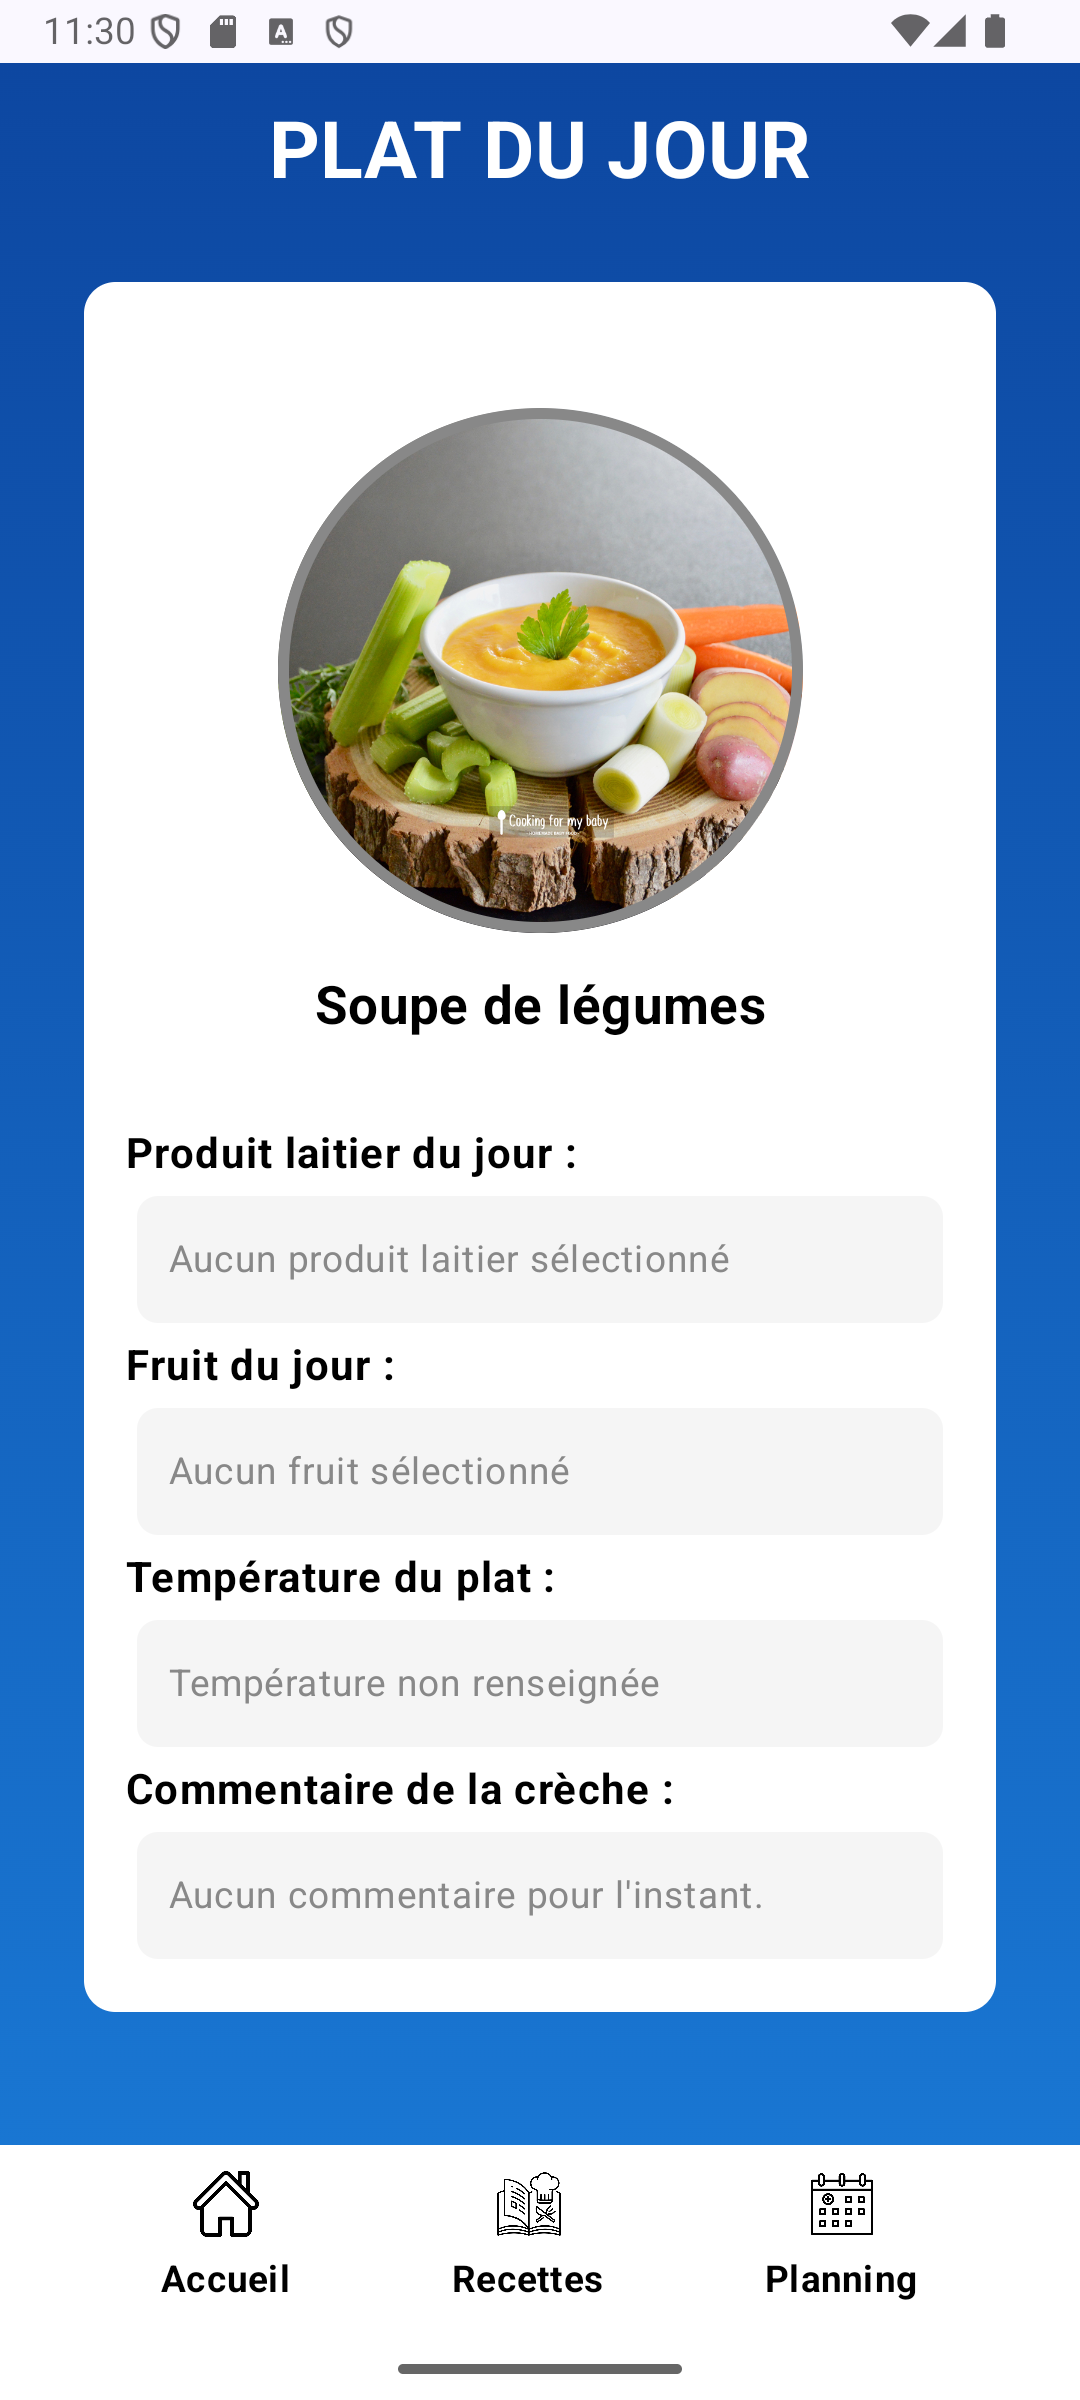 11:30
PLAT DU JOUR
Cooking for my baby
Soupe de légumes
Produit laitier du jour :
Aucun produit laitier sélectionné
Fruit du jour :
Aucun fruit sélectionné
Température du plat :
Température non renseignée
Commentaire de la crèche :
Aucun commentaire pour l'instant.
Accueil
Recettes
Planning